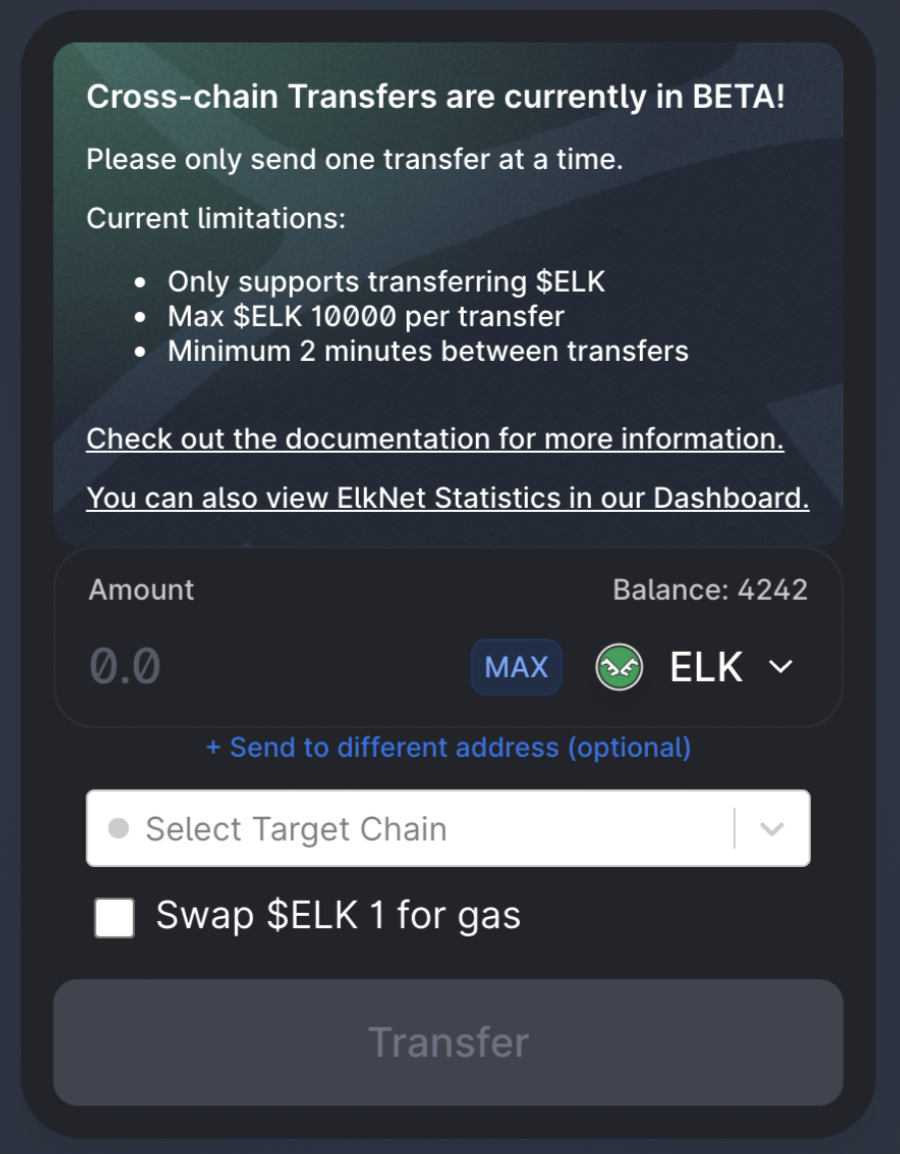 Cross-chain Transfers are currently in BETA!
Please only send one transfer at a time.
Current limitations:
• Only supports transferring $ELK
• Max $ELK 10000 per transfer
• Minimum 2 minutes between transfers
Check out the documentation for more information.
You can also view ElkNet Statistics in our Dashboard.
Amount Balance: 4242
0.0 MAX ELK
+ Send to different address (optional)
Select Target Chain
Swap $ELK 1 for gas
Transfer